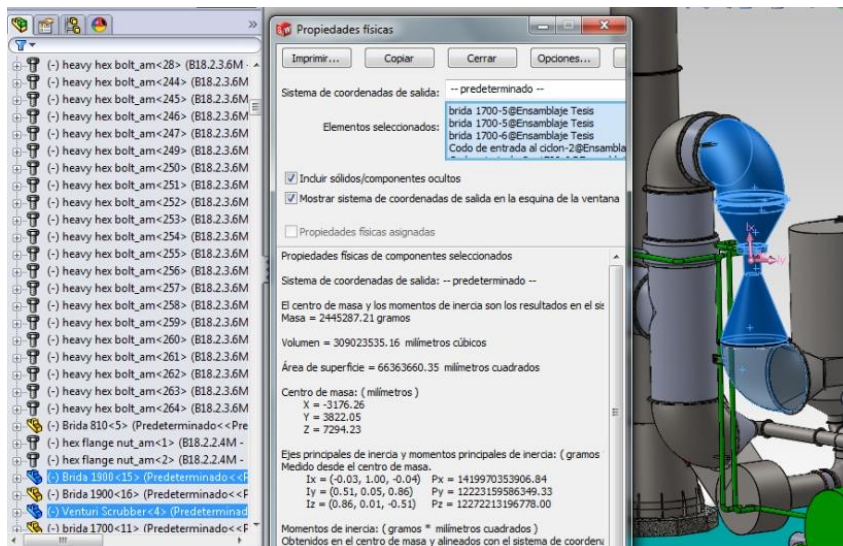 (-) heavy hex bolt_am<28> (B18.2.3.6M -
(-) heavy hex bolt_am<244> (B18.2.3.6M
(-) heavy hex bolt_am<245> (B18.2.3.6M
(-) heavy hex bolt_am<246> (B18.2.3.6M
(-) heavy hex bolt_am<247> (B18.2.3.6M
(-) heavy hex bolt_am<249> (B18.2.3.6M
(-) heavy hex bolt_am<250> (B18.2.3.6M
(-) heavy hex bolt_am<251> (B18.2.3.6M
(-) heavy hex bolt_am<252> (B18.2.3.6M
(-) heavy hex bolt_am<253> (B18.2.3.6M
(-) heavy hex bolt_am<254> (B18.2.3.6M
(-) heavy hex bolt_am<255> (B18.2.3.6M
(-) heavy hex bolt_am<256> (B18.2.3.6M
(-) heavy hex bolt_am<257> (B18.2.3.6M
(-) heavy hex bolt_am<258> (B18.2.3.6M
(-) heavy hex bolt_am<259> (B18.2.3.6M
(-) heavy hex bolt_am<260> (B18.2.3.6M
(-) heavy hex bolt_am<261> (B18.2.3.6M
(-) heavy hex bolt_am<262> (B18.2.3.6M
(-) heavy hex bolt_am<263> (B18.2.3.6M
(-) heavy hex bolt_am<264> (B18.2.3.6M
(-) Brida 810<5> (Predeterminado<<Pre
(-) hex flange nut_am<1> (B18.2.2.4M -
(-) hex flange nut_am<2> (B18.2.2.4M -
(-) Brida 1900<15> (Predeterminado<<F
(-) Brida 1900<16> (Predeterminado<<F
(-) Venturi Scrubber<4> (Predeterminad
(-) brida 1700<11> (Predeterminado<<F
Propiedades físicas
Imprimir... Copiar Cerrar Opciones...
Sistema de coordenadas de salida: -- predeterminado --
Elementos seleccionados:
brida 1700-5@Ensamblaje Tesis
brida 1700-5@Ensamblaje Tesis
brida 1700-6@Ensamblaje Tesis
Codo de entrada al ciclon-2@Ensambla
Incluir sólidos/componentes ocultos
Mostrar sistema de coordenadas de salida en la esquina de la ventana
Propiedades físicas asignadas
Propiedades físicas de componentes seleccionados
Sistema de coordenadas de salida: -- predeterminado --
El centro de masa y los momentos de inercia son los resultados en el sis
Masa = 2445287.21 gramos
Volumen = 309023535.16 milímetros cúbicos
Área de superficie = 66363660.35 milímetros cuadrados
Centro de masa: ( milímetros )
X = -3176.26
Y = 3822.05
Z = 7294.23
Ejes principales de inercia y momentos principales de inercia: ( gramos
Medido desde el centro de masa.
Ix = (-0.03, 1.00, -0.04) Px = 1419970353906.84
Iy = (0.51, 0.05, 0.86) Py = 12223159586349.33
Iz = (0.86, 0.01, -0.51) Pz = 12272213196778.00
Momentos de inercia: ( gramos * milímetros cuadrados )
Obtenidos en el centro de masa y alineados con el sistema de coordena
Ix
Iy